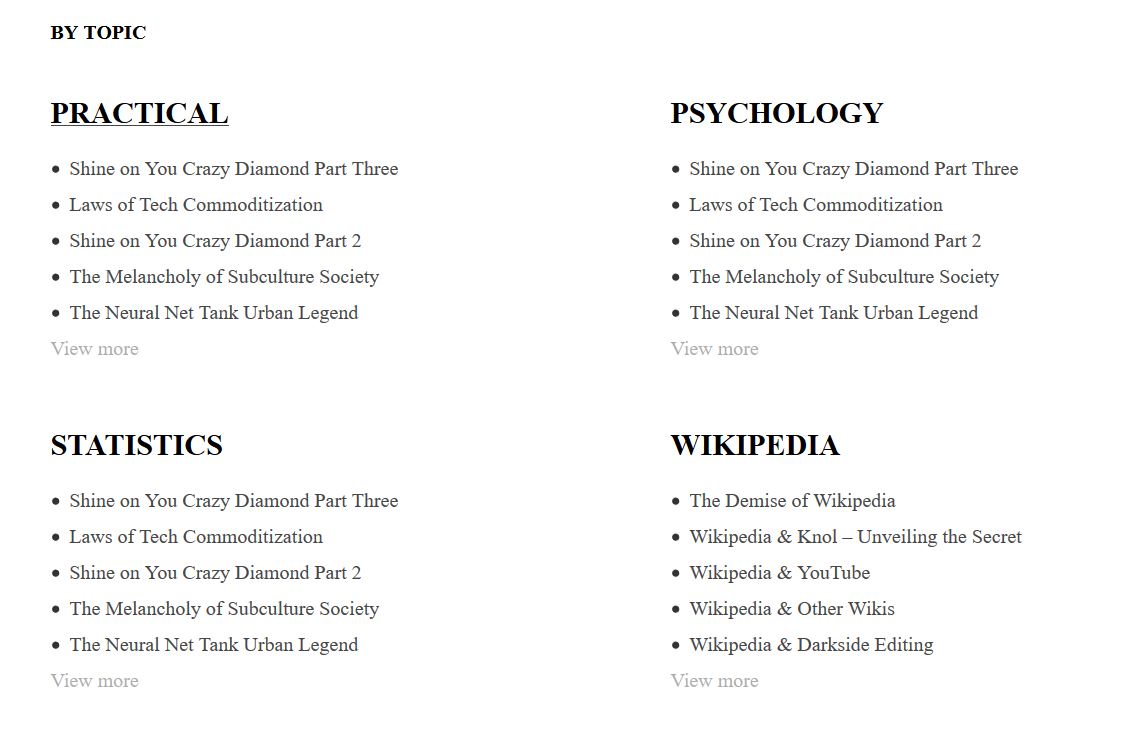 BY TOPIC
PRACTICAL
Shine on You Crazy Diamond Part Three
Laws of Tech Commoditization
Shine on You Crazy Diamond Part 2
The Melancholy of Subculture Society
The Neural Net Tank Urban Legend
View more
PSYCHOLOGY
Shine on You Crazy Diamond Part Three
Laws of Tech Commoditization
Shine on You Crazy Diamond Part 2
The Melancholy of Subculture Society
The Neural Net Tank Urban Legend
View more
STATISTICS
Shine on You Crazy Diamond Part Three
Laws of Tech Commoditization
Shine on You Crazy Diamond Part 2
The Melancholy of Subculture Society
The Neural Net Tank Urban Legend
View more
WIKIPEDIA
The Demise of Wikipedia
Wikipedia & Knol – Unveiling the Secret
Wikipedia & YouTube
Wikipedia & Other Wikis
Wikipedia & Darkside Editing
View more